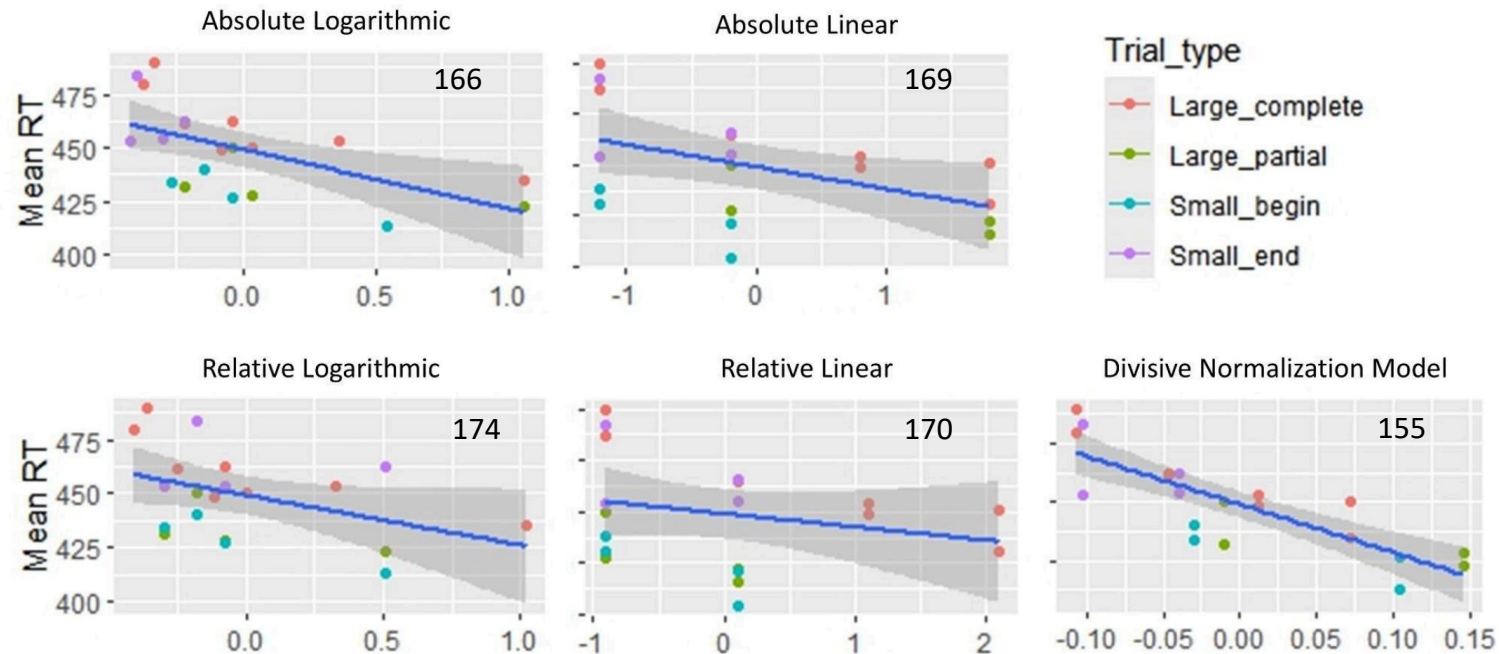 Absolute Logarithmic
Absolute Linear
Trial_type
Large_complete
Large_partial
Small_begin
Small_end
Mean RT
475
450
425
400
166
0.0 0.5 1.0
169
-1 0 1
Relative Logarithmic
Relative Linear
Divisive Normalization Model
Mean RT
475
450
425
400
174
0.0 0.5 1.0
170
-1 0 1 2
155
-0.10 -0.05 0.00 0.05 0.10 0.15